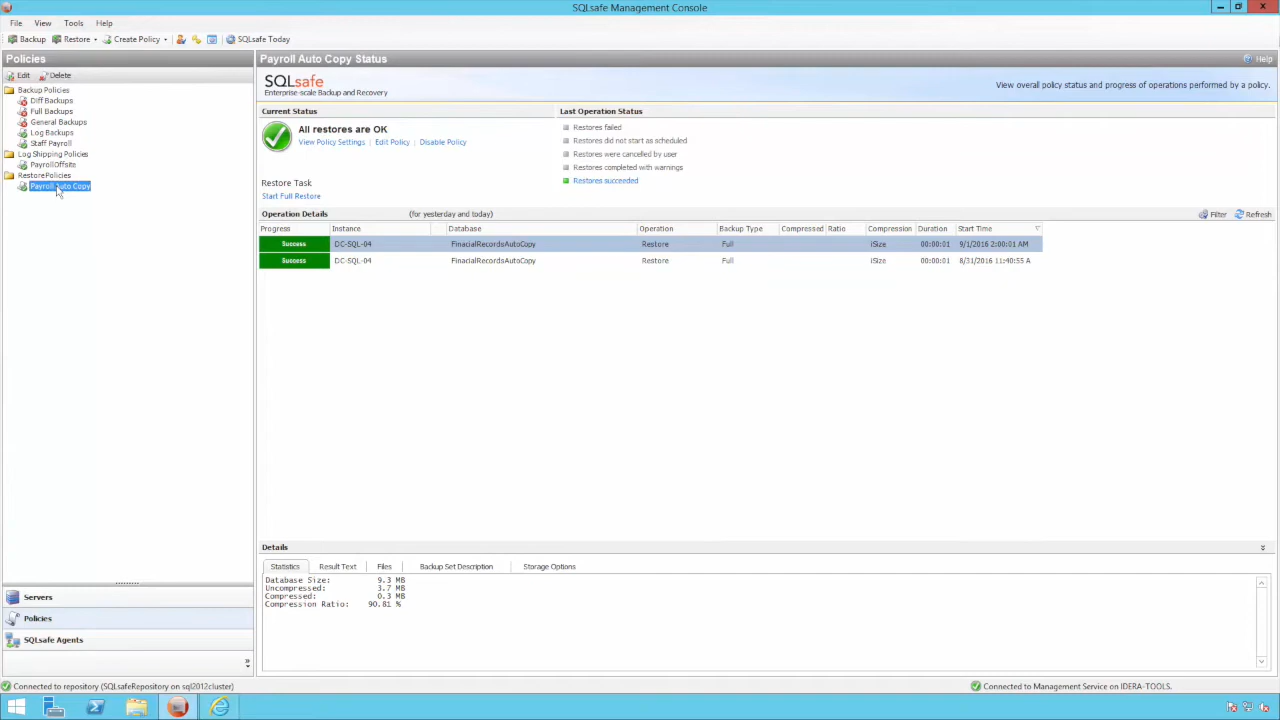 SQLsafe Management Console
File View Tools Help
Backup Restore Create Policy SQLsafe Today
Policies
Payroll Auto Copy Status
Help
Edit Delete
SQLsafe
Enterprise-scale Backup and Recovery
View overall policy status and progress of operations performed by a policy.
Backup Policies
Diff Backups
Full Backups
General Backups
Log Backups
Staff Payroll
Log Shipping Policies
PayrollOffsite
RestorePolicies
Payroll Auto Copy
Current Status
All restores are OK
View Policy Settings | Edit Policy | Disable Policy
Restore Task
Start Full Restore
Last Operation Status
Restores failed
Restores did not start as scheduled
Restores were cancelled by user
Restores completed with warnings
Restores succeeded
Operation Details (for yesterday and today) Filter Refresh
Progress Instance Database Operation Backup Type Compressed Ratio Compression Duration Start Time
Success DC-SQL-04 FinacialRecordsAutoCopy Restore Full iSize 00:00:01 9/1/2016 2:00:01 AM
Success DC-SQL-04 FinacialRecordsAutoCopy Restore Full iSize 00:00:01 8/31/2016 11:40:55 A
Details
Statistics Result Text Files Backup Set Description Storage Options
Database Size: 9.3 MB
Uncompressed: 3.7 MB
Compressed: 0.3 MB
Compression Ratio: 90.81 %
Servers
Policies
SQLsafe Agents
Connected to repository (SQLsafeRepository on sql2012cluster)
Connected to Management Service on IDERA-TOOLS.